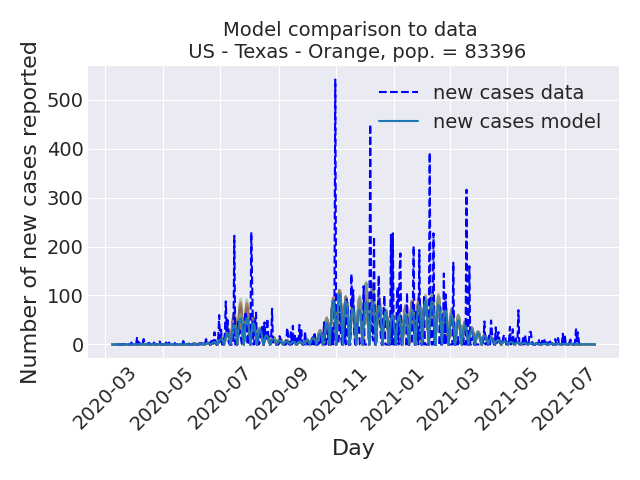 Model comparison to data
US - Texas - Orange, pop. = 83396
new cases data
new cases model
Number of new cases reported
500
400
300
200
100
0
2020-03
2020-05
2020-07
2020-09
2020-11
2021-01
2021-03
2021-05
2021-07
Day